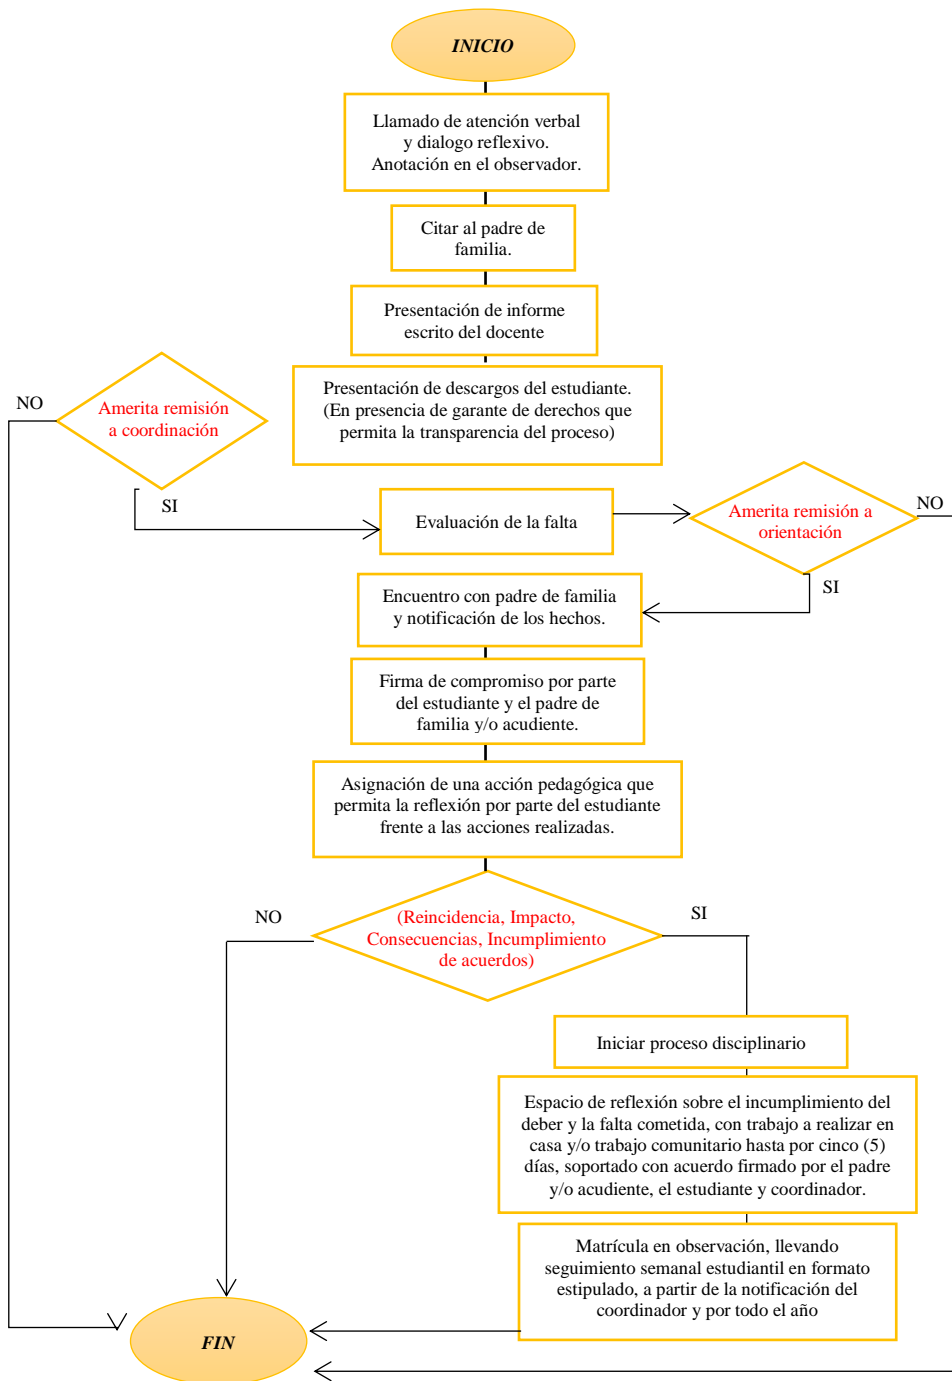 INICIO
Llamado de atención verbal
y dialogo reflexivo.
Anotación en el observador.
Citar al padre de
familia.
Presentación de informe
escrito del docente
Presentación de descargos del estudiante.
(En presencia de garante de derechos que
permita la transparencia del proceso)
NO
Amerita remisión
a coordinación
SI
Evaluación de la falta
Amerita remisión a
orientación
NO
SI
Encuentro con padre de familia
y notificación de los hechos.
Firma de compromiso por parte
del estudiante y el padre de
familia y/o acudiente.
Asignación de una acción pedagógica que
permita la reflexión por parte del estudiante
frente a las acciones realizadas.
NO
(Reincidencia, Impacto,
Consecuencias, Incumplimiento
de acuerdos)
SI
Iniciar proceso disciplinario
Espacio de reflexión sobre el incumplimiento del
deber y la falta cometida, con trabajo a realizar en
casa y/o trabajo comunitario hasta por cinco (5)
días, soportado con acuerdo firmado por el padre
y/o acudiente, el estudiante y coordinador.
Matrícula en observación, llevando
seguimiento semanal estudiantil en formato
estipulado, a partir de la notificación del
coordinador y por todo el año
FIN